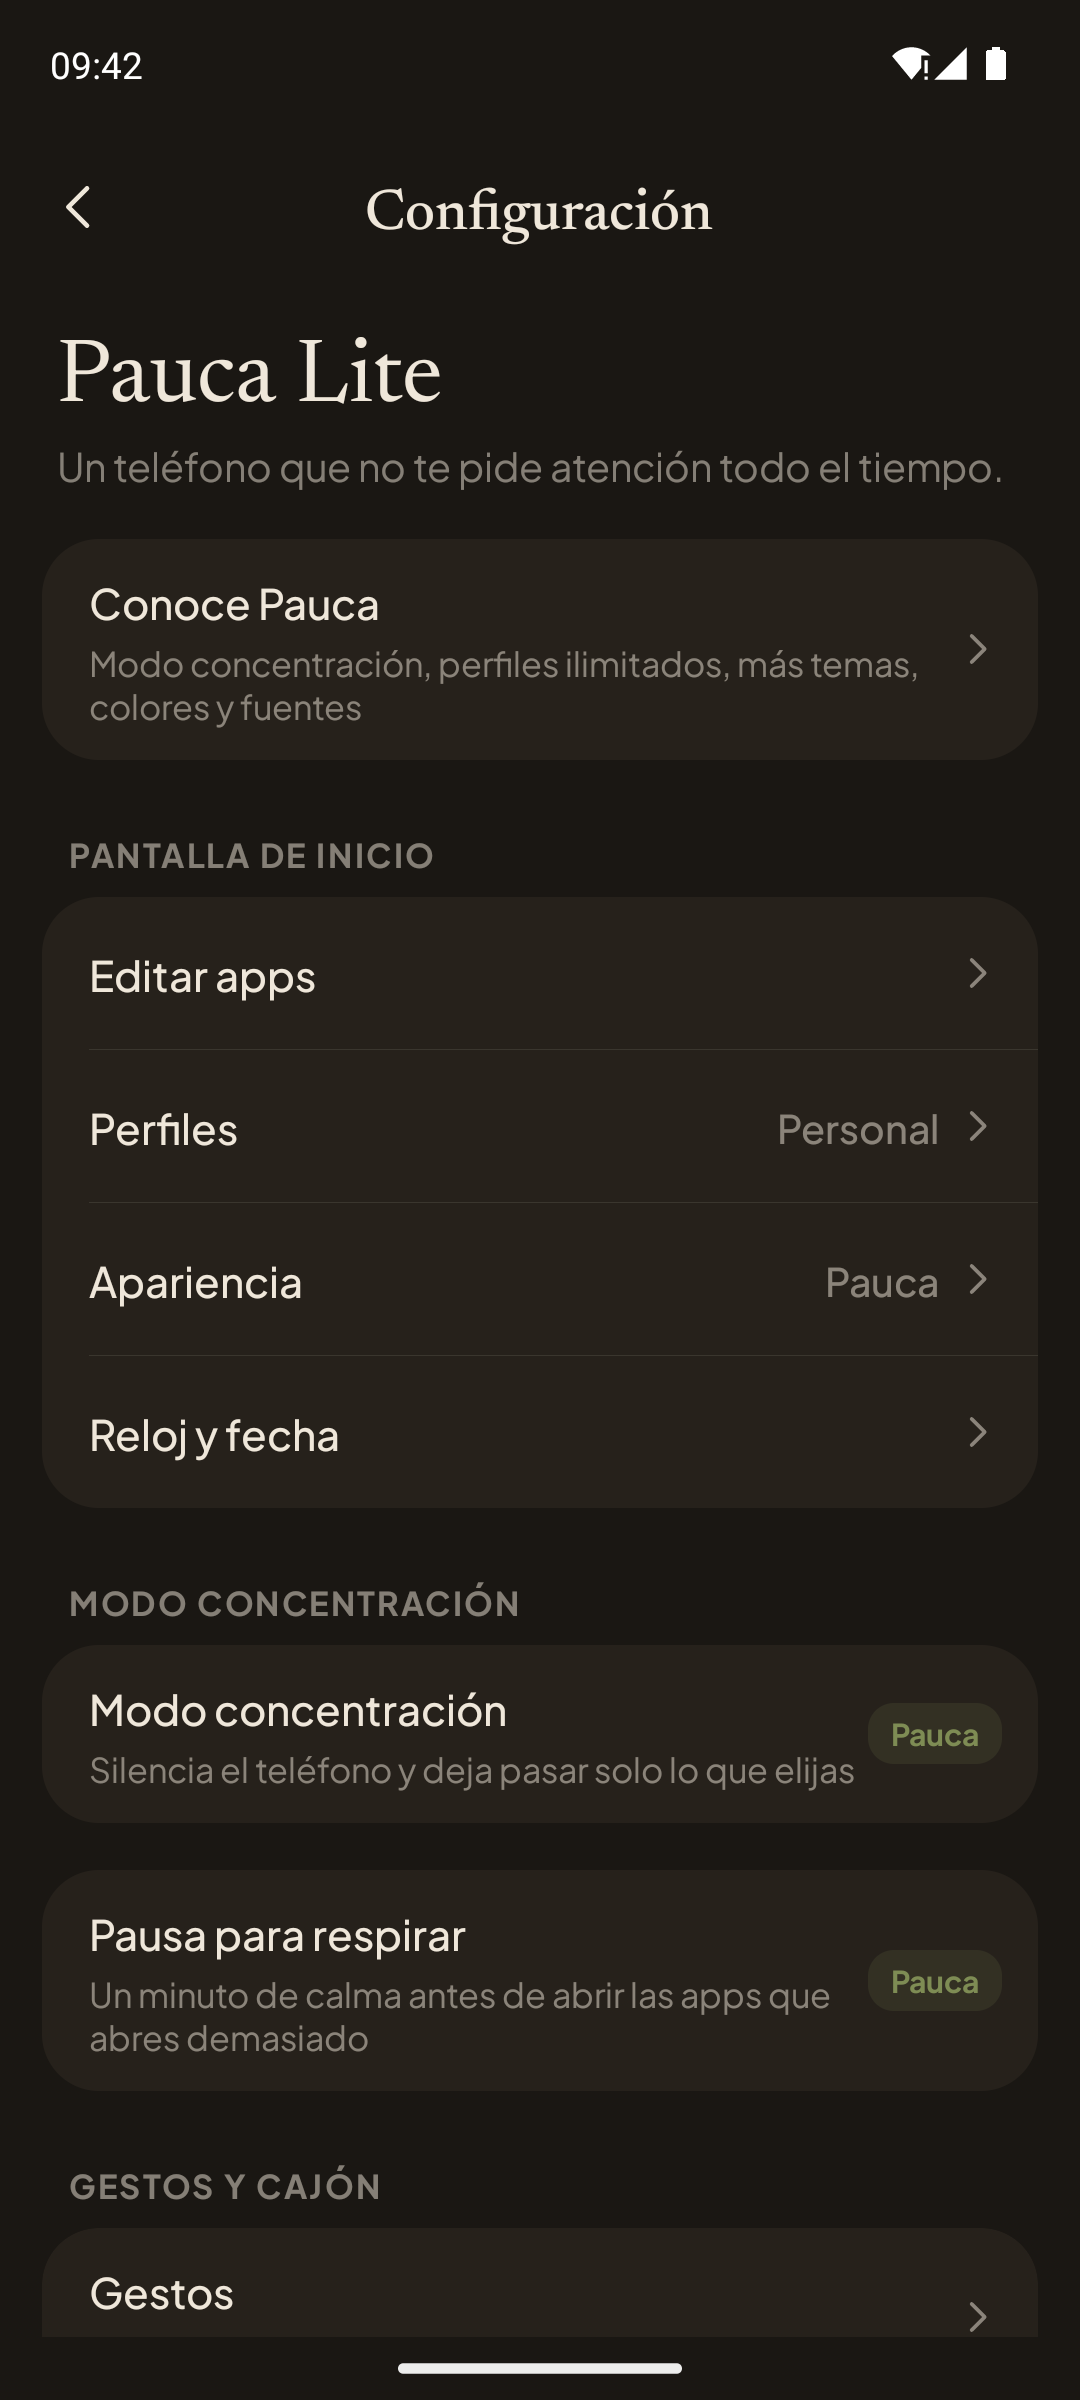 09:42
Configuración
Pauca Lite
Un teléfono que no te pide atención todo el tiempo.
Conoce Pauca
Modo concentración, perfiles ilimitados, más temas,
colores y fuentes
PANTALLA DE INICIO
Editar apps
Perfiles Personal
Apariencia Pauca
Reloj y fecha
MODO CONCENTRACIÓN
Modo concentración
Silencia el teléfono y deja pasar solo lo que elijas
Pauca
Pausa para respirar
Un minuto de calma antes de abrir las apps que
abres demasiado
Pauca
GESTOS Y CAJÓN
Gestos